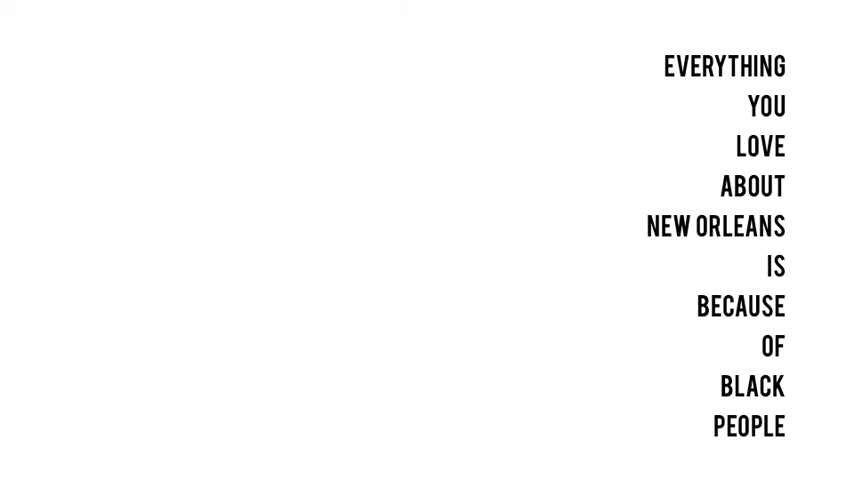 EVERYTHING
YOU
LOVE
ABOUT
NEW ORLEANS
IS
BECAUSE
OF
BLACK
PEOPLE